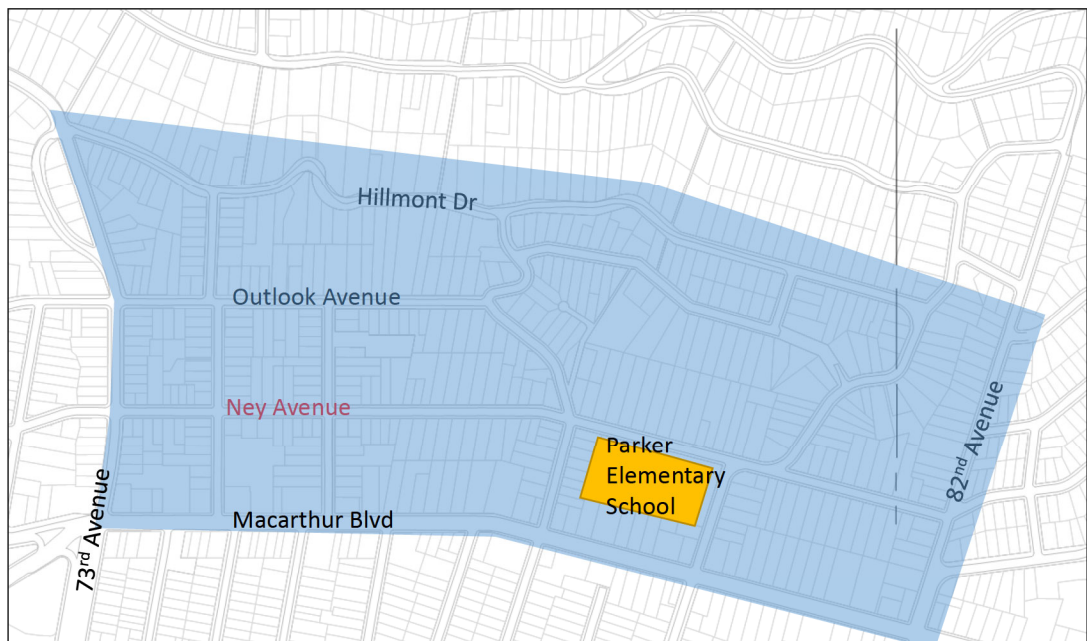 Hillmont Dr
Outlook Avenue
Ney Avenue
Parker
Elementary
School
82nd Avenue
Macarthur Blvd
73rd Avenue